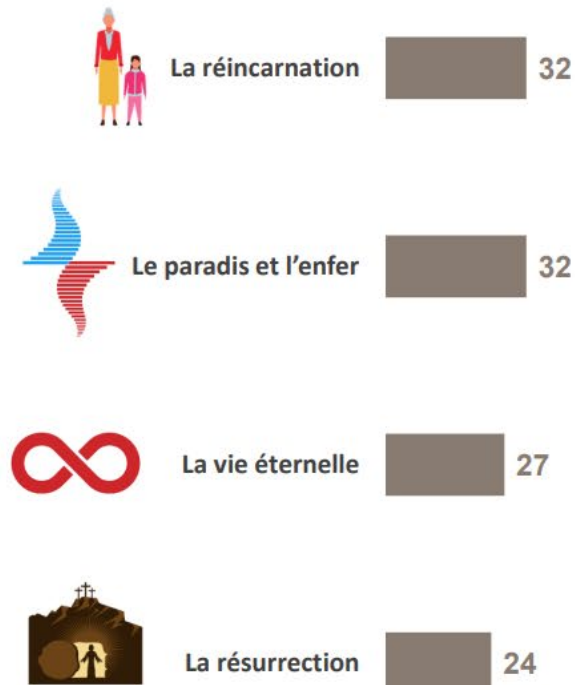 La réincarnation 32
Le paradis et l'enfer 32
La vie éternelle 27
La résurrection 24